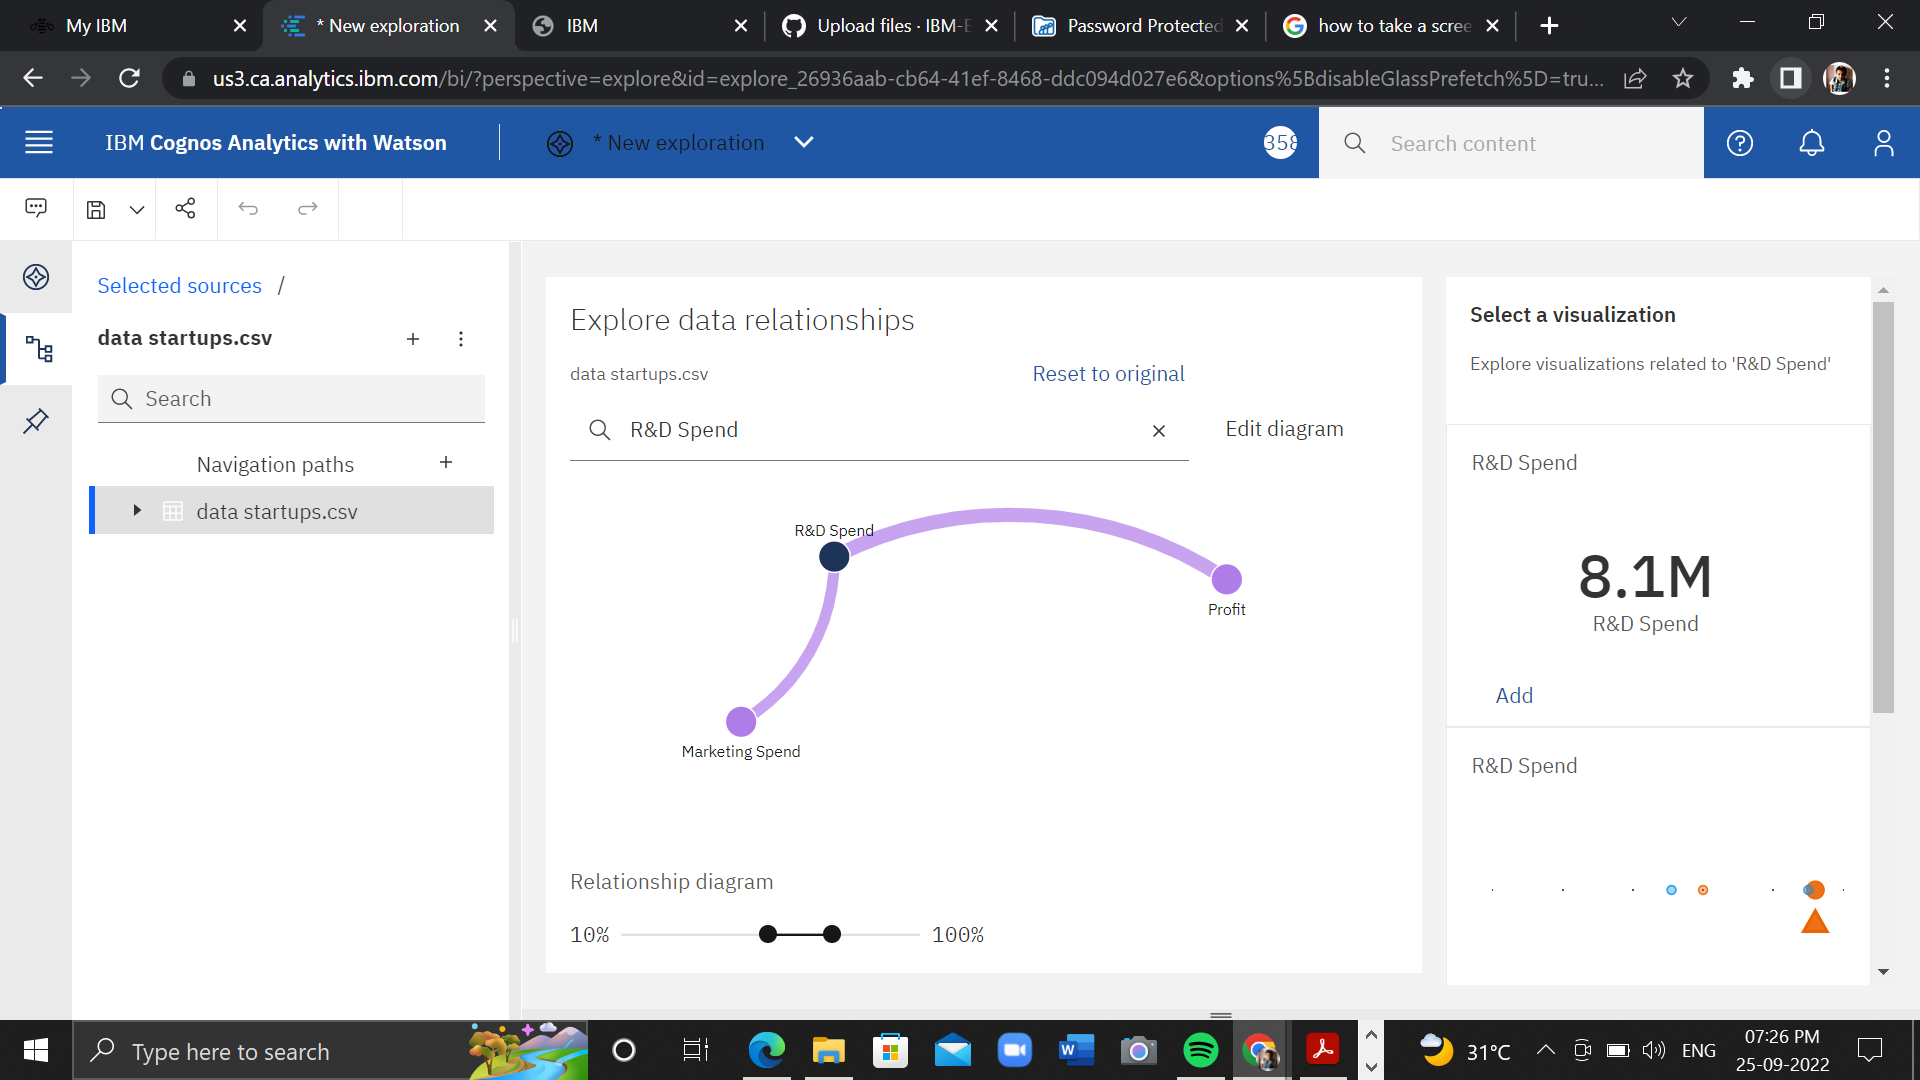 My IBM
* New exploration
IBM
Upload files · IBM-E
Password Protected
how to take a scree
us3.ca.analytics.ibm.com/bi/?perspective=explore&id=explore_26936aab-cb64-41ef-8468-ddc094d027e6&options%5BdisableGlassPrefetch%5D=tru...
IBM Cognos Analytics with Watson
* New exploration
358
Search content
Selected sources /
data startups.csv
Search
Navigation paths
data startups.csv
Explore data relationships
data startups.csv
Reset to original
R&D Spend
Edit diagram
R&D Spend
Profit
Marketing Spend
Relationship diagram
10%
100%
Select a visualization
Explore visualizations related to 'R&D Spend'
R&D Spend
8.1M
R&D Spend
Add
R&D Spend
Type here to search
31°C
ENG
07:26 PM
25-09-2022